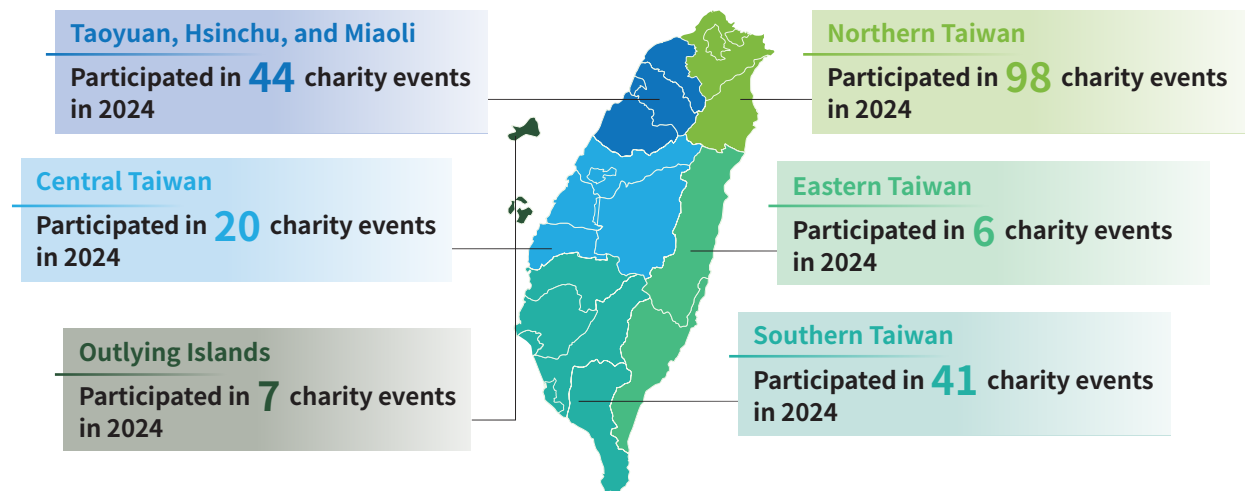 Taoyuan, Hsinchu, and Miaoli
Participated in 44 charity events
in 2024
Northern Taiwan
Participated in 98 charity events
in 2024
Central Taiwan
Participated in 20 charity events
in 2024
Eastern Taiwan
Participated in 6 charity events
in 2024
Outlying Islands
Participated in 7 charity events
in 2024
Southern Taiwan
Participated in 41 charity events
in 2024